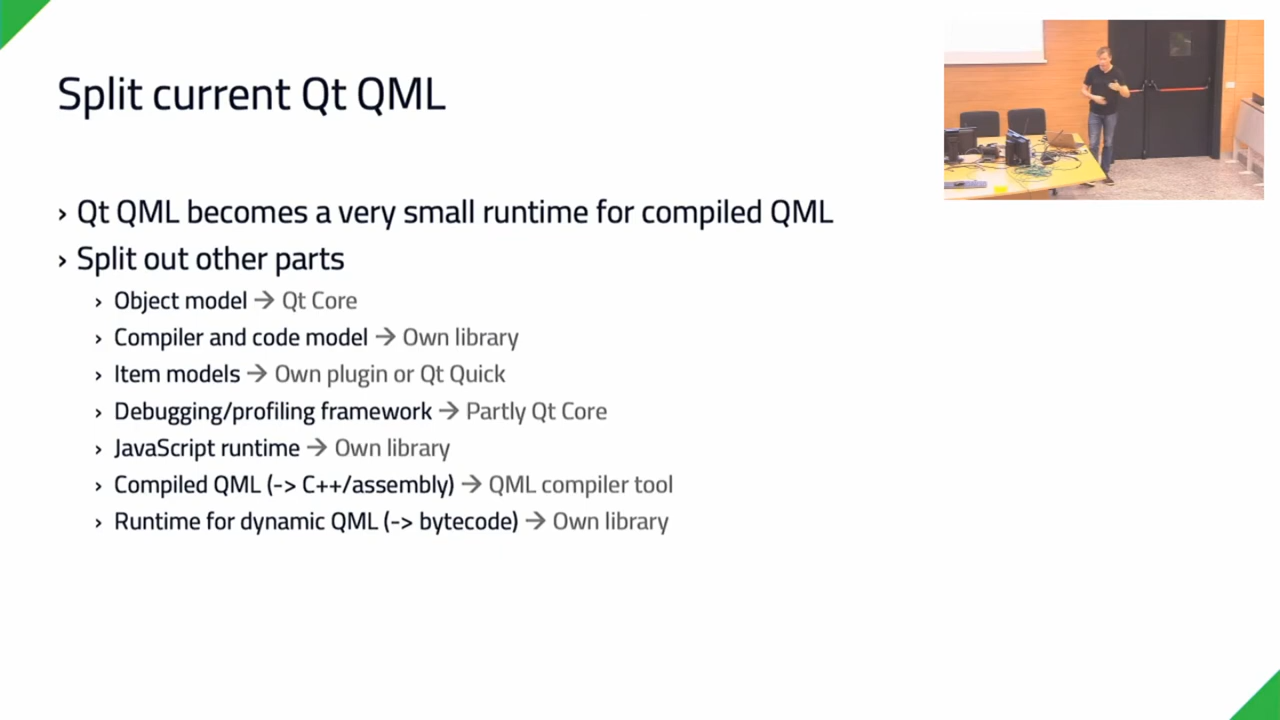 Split current Qt QML
› Qt QML becomes a very small runtime for compiled QML
› Split out other parts
› Object model → Qt Core
› Compiler and code model → Own library
› Item models → Own plugin or Qt Quick
› Debugging/profiling framework → Partly Qt Core
› JavaScript runtime → Own library
› Compiled QML (-> C++/assembly) → QML compiler tool
› Runtime for dynamic QML (-> bytecode) → Own library